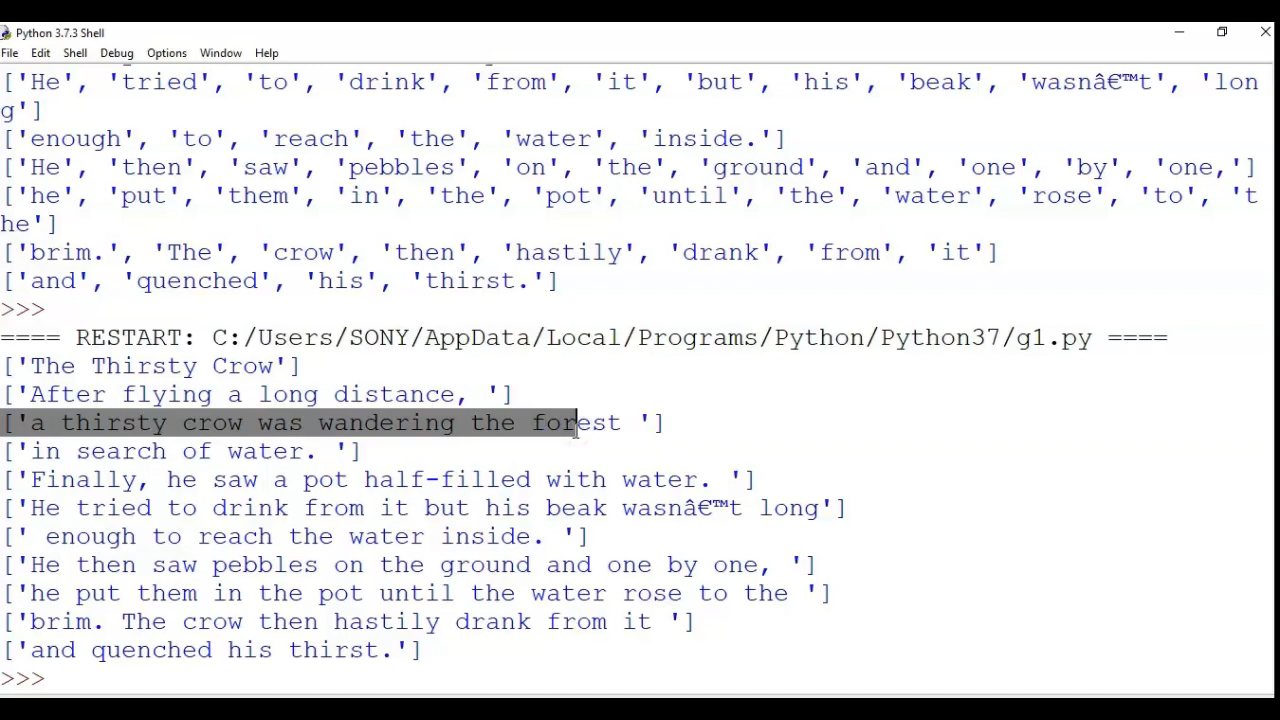 Python 3.7.3 Shell
File Edit Shell Debug Options Window Help
['He', 'tried', 'to', 'drink', 'from', 'it', 'but', 'his', 'beak', 'wasnâ€™t', 'lon
g']
['enough', 'to', 'reach', 'the', 'water', 'inside.']
['He', 'then', 'saw', 'pebbles', 'on', 'the', 'ground', 'and', 'one', 'by', 'one,']
['he', 'put', 'them', 'in', 'the', 'pot', 'until', 'the', 'water', 'rose', 'to', 't
he']
['brim.', 'The', 'crow', 'then', 'hastily', 'drank', 'from', 'it']
['and', 'quenched', 'his', 'thirst.']
>>>
==== RESTART: C:/Users/SONY/AppData/Local/Programs/Python/Python37/g1.py ====
['The Thirsty Crow']
['After flying a long distance, ']
['a thirsty crow was wandering the forest ']
['in search of water. ']
['Finally, he saw a pot half-filled with water. ']
['He tried to drink from it but his beak wasnâ€™t long']
[' enough to reach the water inside. ']
['He then saw pebbles on the ground and one by one, ']
['he put them in the pot until the water rose to the ']
['brim. The crow then hastily drank from it ']
['and quenched his thirst.']
>>>